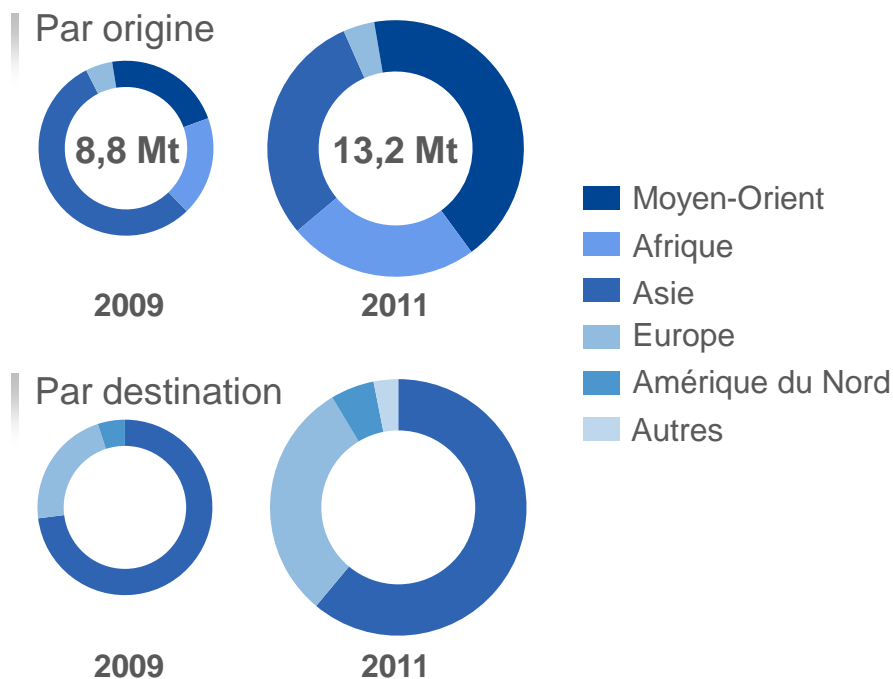 Par origine
8,8 Mt
13,2 Mt
2009
2011
Moyen-Orient
Afrique
Asie
Europe
Amérique du Nord
Autres
Par destination
2009
2011